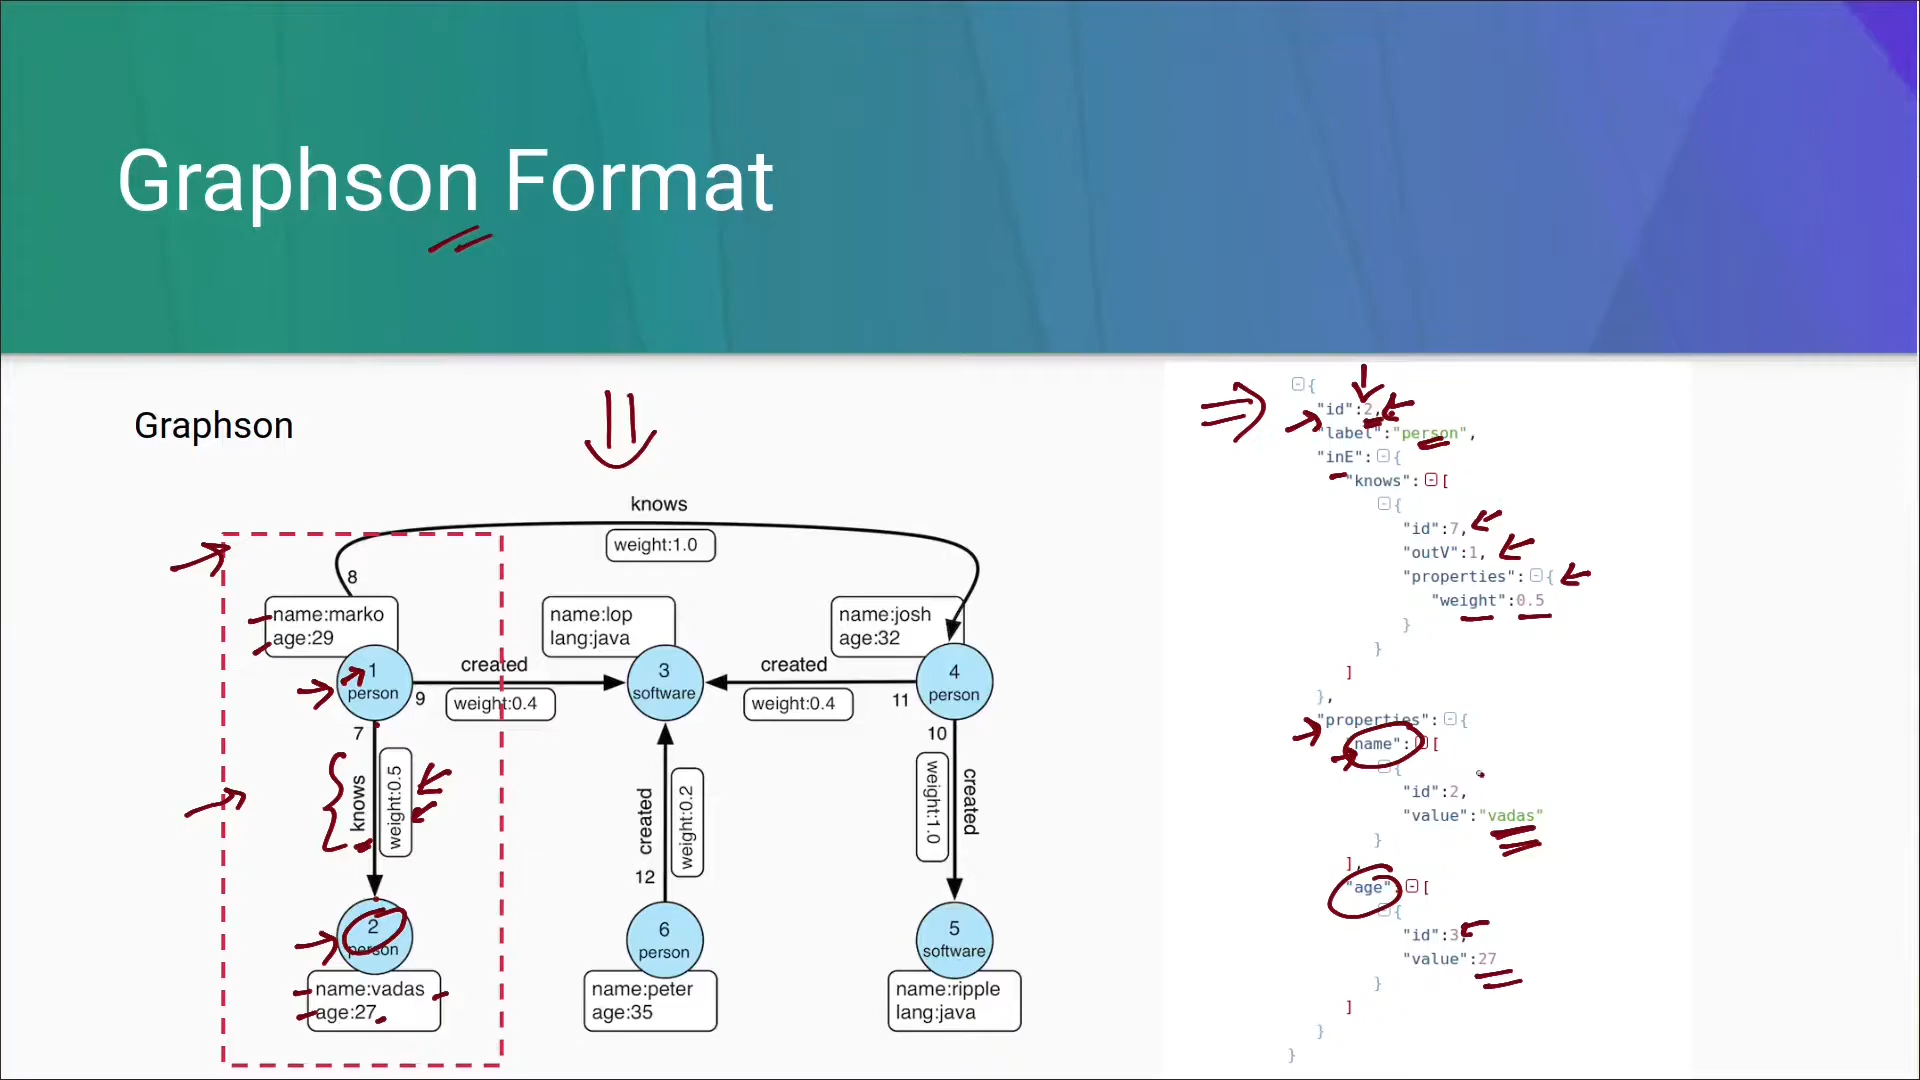 Graphson Format
Graphson
knows
weight:1.0
8
name:marko
age:29
name:lop
lang:java
name:josh
age:32
1
person
created
9
weight:0.4
3
software
created
weight:0.4
11
4
person
7
knows
weight:0.5
created
weight:0.2
12
10
weight:1.0
created
2
person
6
person
5
software
name:vadas
age:27
name:peter
age:35
name:ripple
lang:java
{
"id":2,
"label":"person",
"inE":{
"knows":[
{
"id":7,
"outV":1,
"properties":{
"weight":0.5
}
}
]
},
"properties":{
"name":[
{
"id":2,
"value":"vadas"
}
],
"age":[
{
"id":3,
"value":27
}
]
}
}